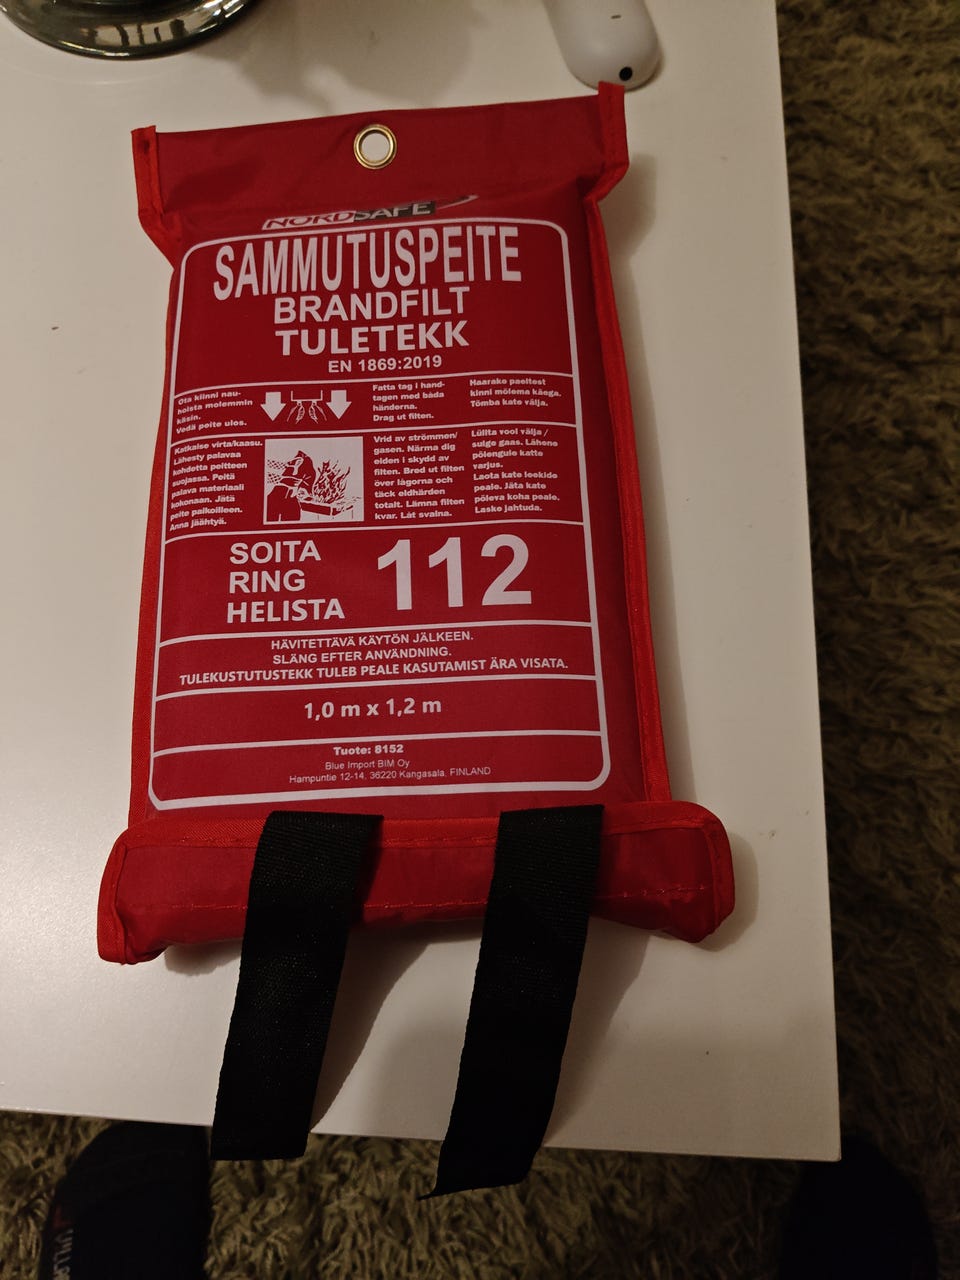 NORDSAFE
SAMMUTUSPEITE
BRANDFILT
TULETEKK
EN 1869:2019
Ota kiinni nau-
hoista molemmin
käsin.
Vedä peite ulos.
Fatta tag i hand-
tagen med båda
händerna.
Drag ut filten.
Haarake paeltest
kinni mõlema käega.
Tõmba kate välja.
Katkaise virta/kaasu.
Lähesty palavaa
kohdetta peitteen
suojassa. Peitä
palava materiaali
kokonaan. Jätä
peite paikoilleen.
Anna jäähtyä.
Vrid av strömmen/
gasen. Närma dig
elden i skydd av
filten. Bred ut filten
över lågorna och
täck eldhärden
totalt. Lämna filten
kvar. Låt svalna.
Lülita vool välja /
sulge gaas. Lähene
põlengule katte
varjus.
Laota kate leekide
peale. Jäta kate
põleva koha peale.
Laske jahtuda.
SOITA
RING
HELISTA
112
HÄVITETTÄVÄ KÄYTÖN JÄLKEEN.
SLÄNG EFTER ANVÄNDNING.
TULEKUSTUTUSTEKK TULEB PEALE KASUTAMIST ÄRA VISATA.
1,0 m x 1,2 m
Tuote: 8152
Blue Import BIM Oy
Hampuntie 12-14, 36220 Kangasala, FINLAND